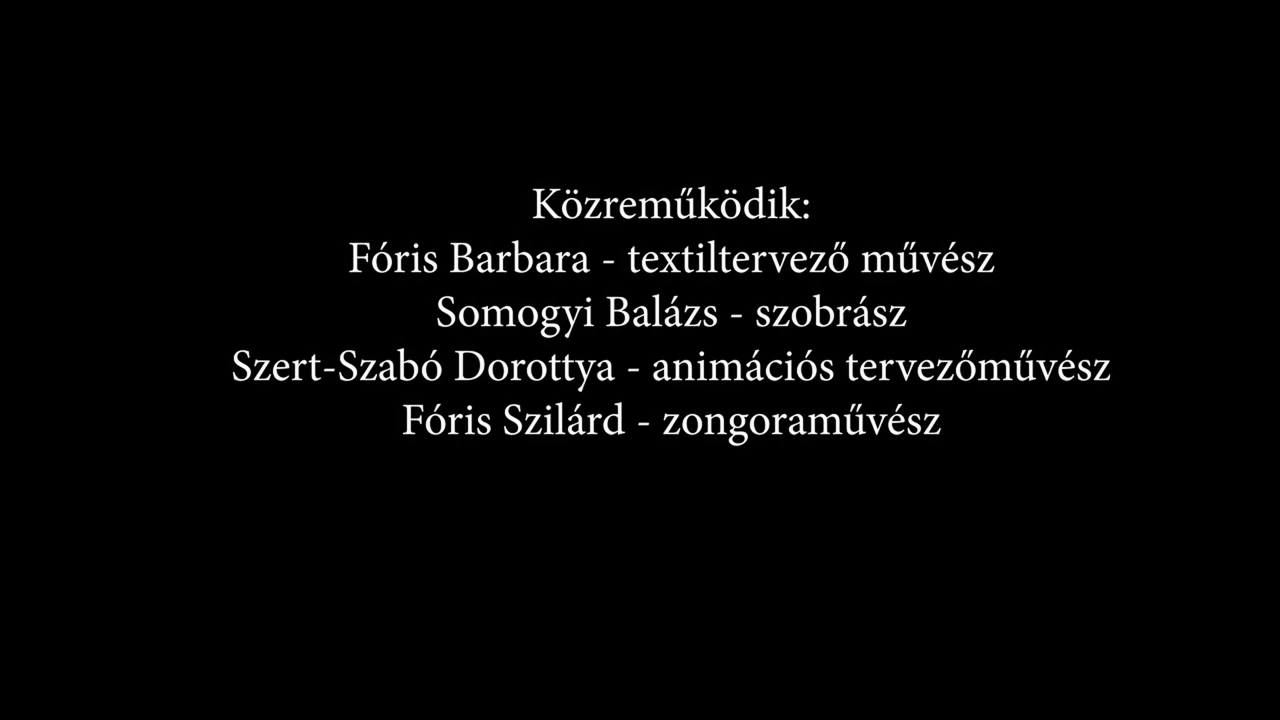 Közreműködik:
Fóris Barbara - textiltervező művész
Somogyi Balázs - szobrász
Szert-Szabó Dorottya - animációs tervezőművész
Fóris Szilárd - zongoraművész